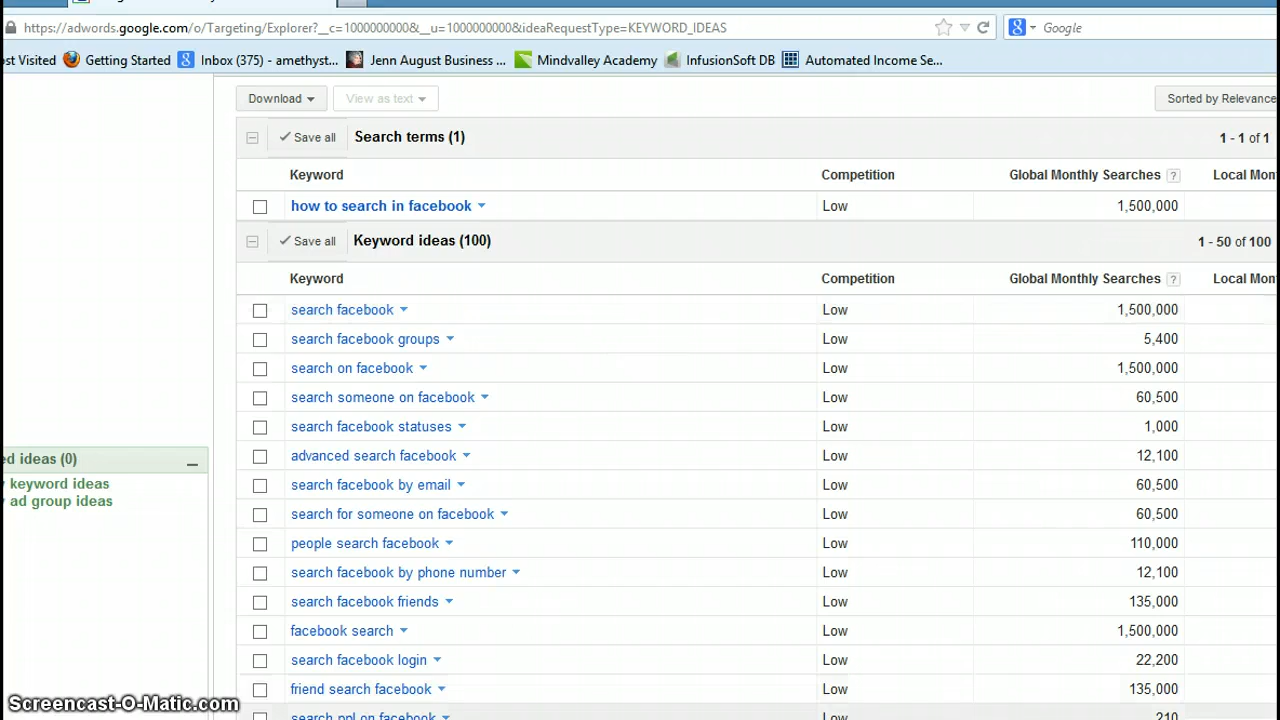 https://adwords.google.com/o/Targeting/Explorer?__c=1000000000&__u=1000000000&ideaRequestType=KEYWORD_IDEAS
Google
ost Visited Getting Started Inbox (375) - amethyst... Jenn August Business ... Mindvalley Academy InfusionSoft DB Automated Income Se...
Download View as text Sorted by Relevance
Save all Search terms (1) 1 - 1 of 1
Keyword Competition Global Monthly Searches ? Local Mon
how to search in facebook Low 1,500,000
Save all Keyword ideas (100) 1 - 50 of 100
Keyword Competition Global Monthly Searches ? Local Mon
search facebook Low 1,500,000
search facebook groups Low 5,400
search on facebook Low 1,500,000
search someone on facebook Low 60,500
search facebook statuses Low 1,000
advanced search facebook Low 12,100
search facebook by email Low 60,500
search for someone on facebook Low 60,500
people search facebook Low 110,000
search facebook by phone number Low 12,100
search facebook friends Low 135,000
facebook search Low 1,500,000
search facebook login Low 22,200
friend search facebook Low 135,000
search ppl on facebook Low 210
ed ideas (0)
keyword ideas
ad group ideas
Screencast-O-Matic.com